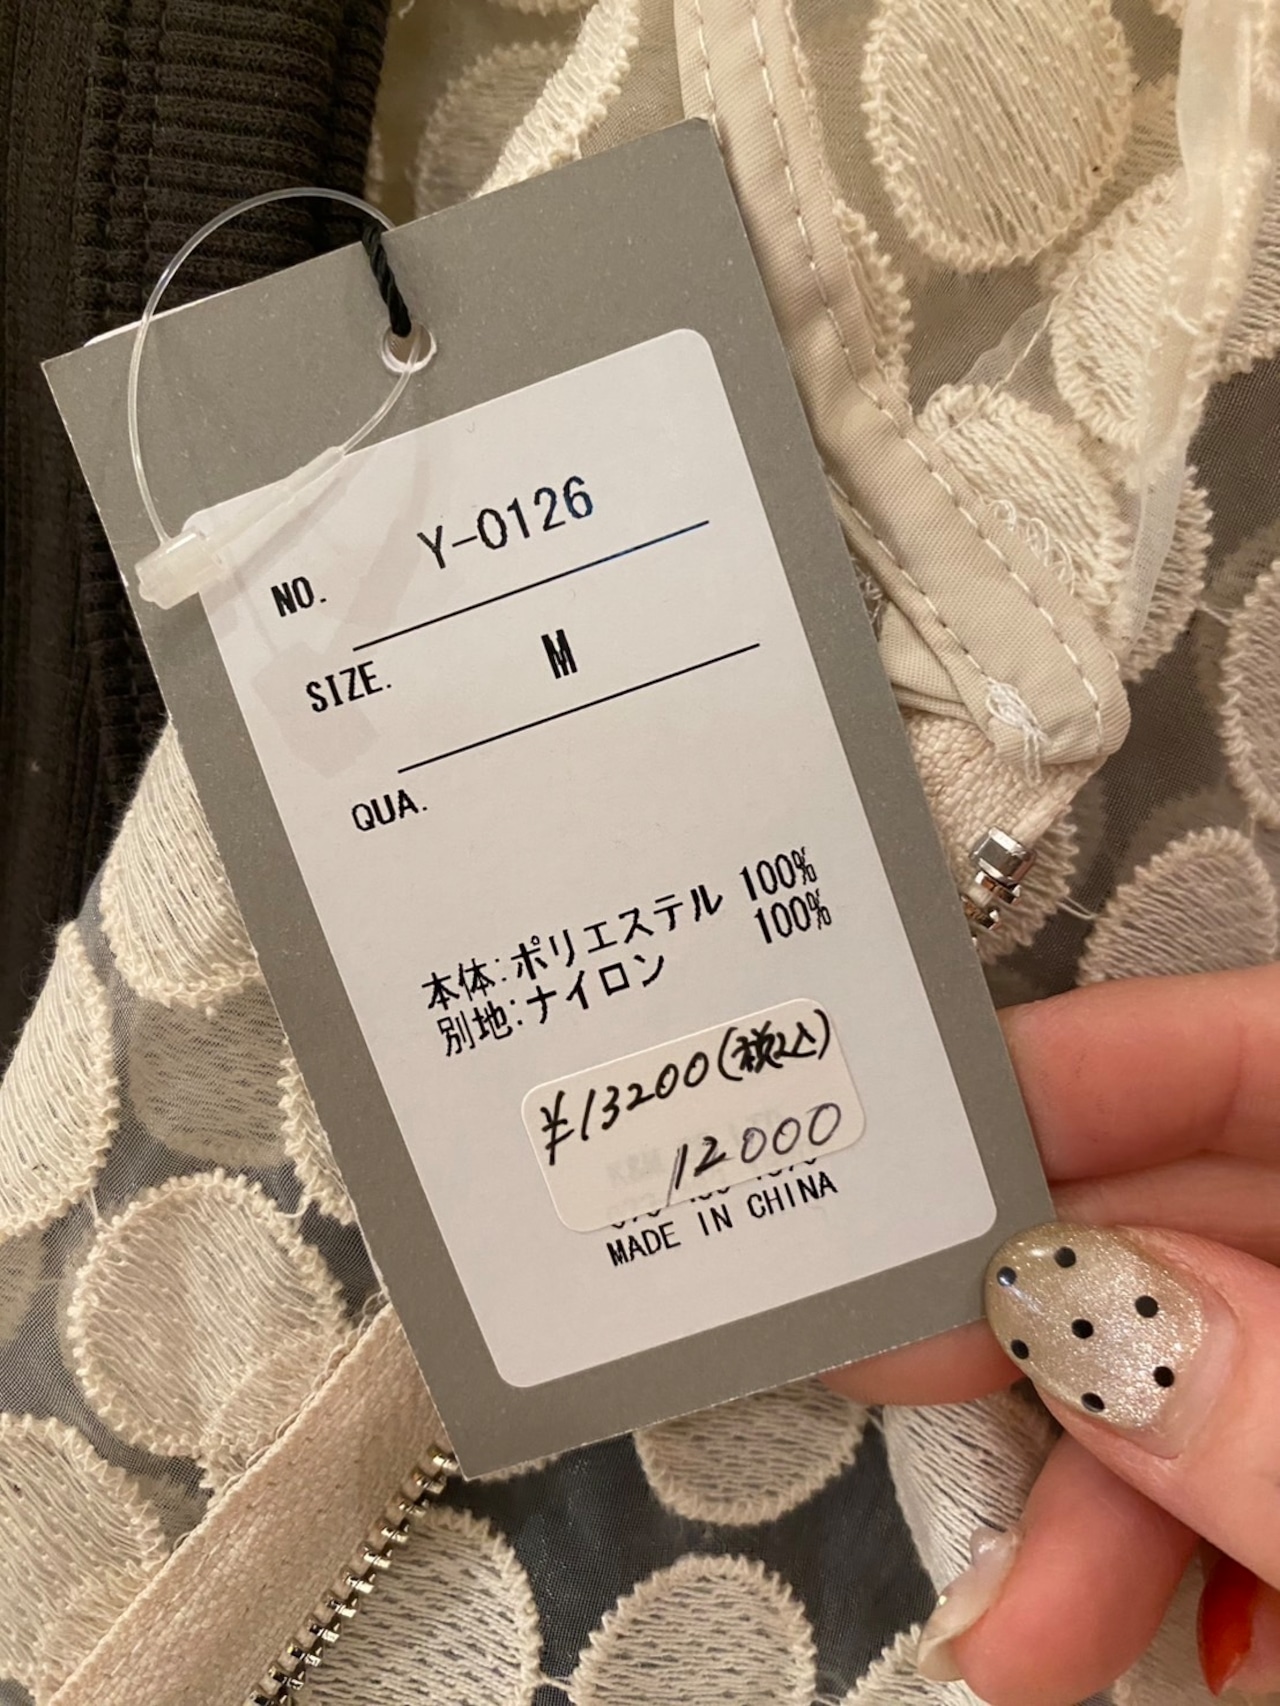 NO. Y-0126
SIZE. M
QUA.
本体:ポリエステル 100%
別地:ナイロン 100%
¥13200(税込)
12000
MADE IN CHINA